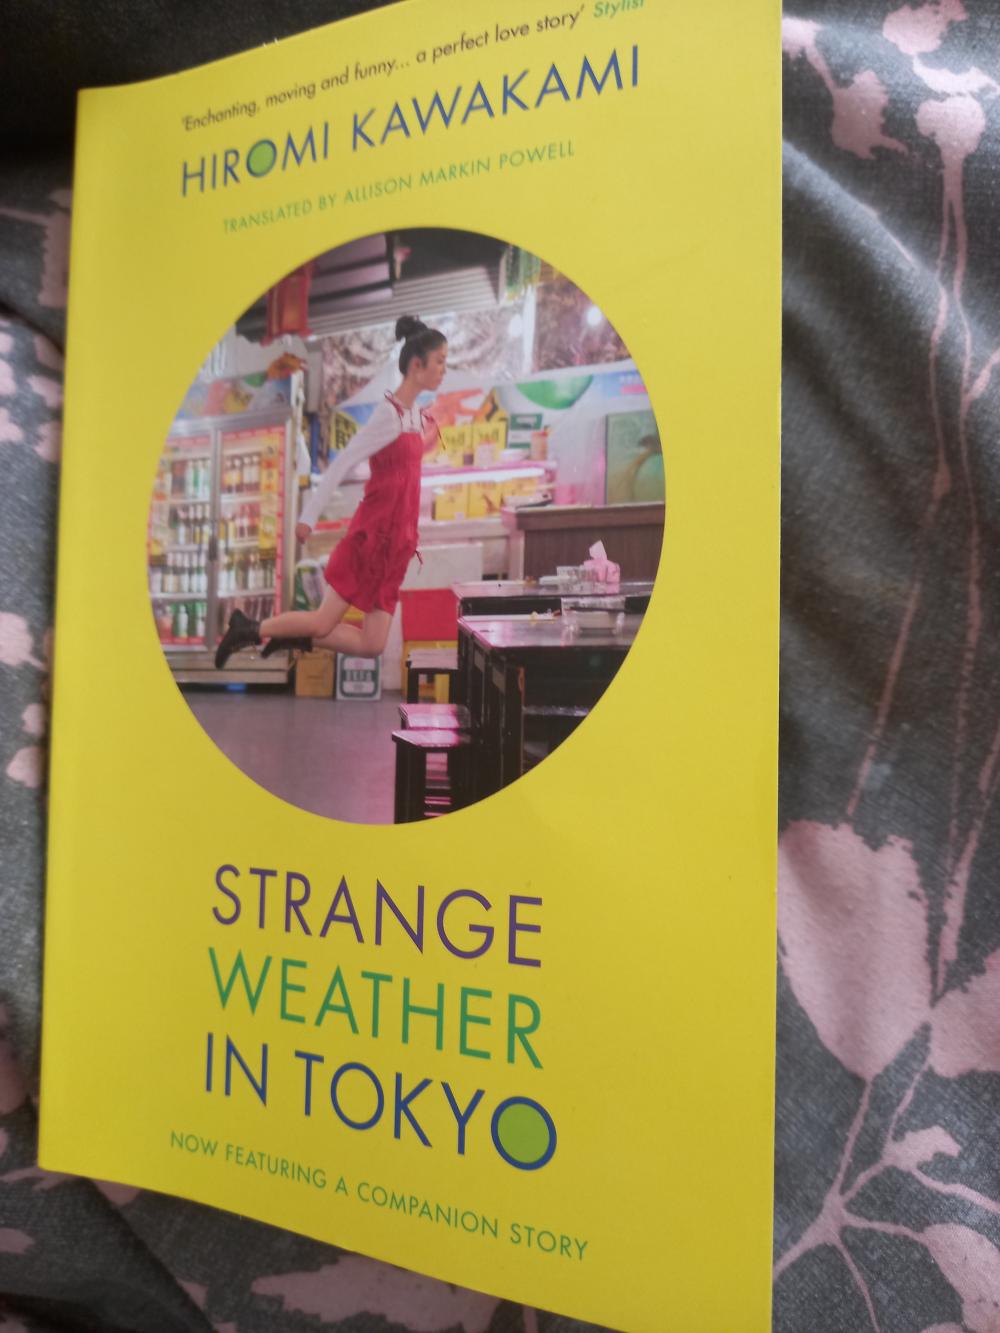 'Enchanting, moving and funny... a perfect love story' Stylist
HIROMI KAWAKAMI
TRANSLATED BY ALLISON MARKIN POWELL
STRANGE
WEATHER
IN TOKYO
NOW FEATURING A COMPANION STORY